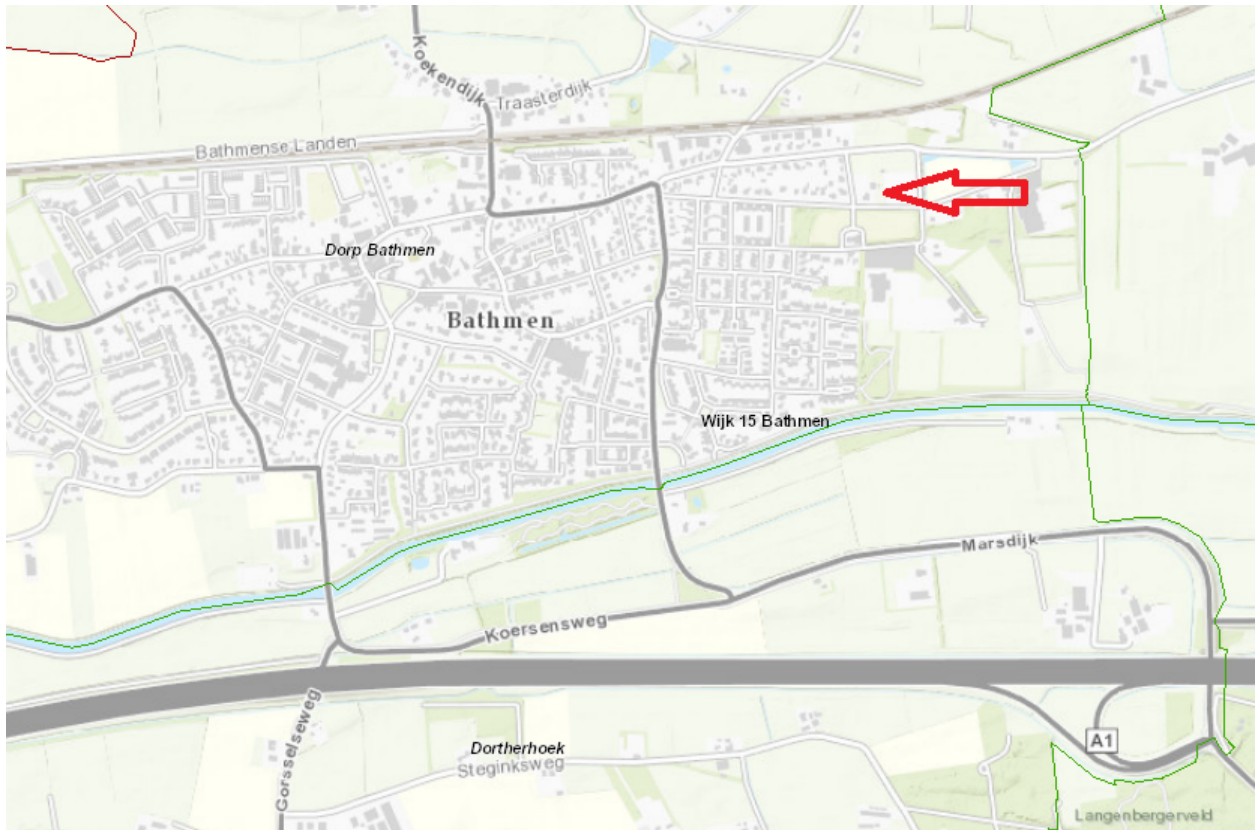 Koekendijk
Traasterdijk
Bathmense Landen
Dorp Bathmen
Bathmen
Wijk 15 Bathmen
Marsdijk
Koersensweg
Gorsselseweg
Dortherhoek
Steginksweg
A1
Langenbergerveld